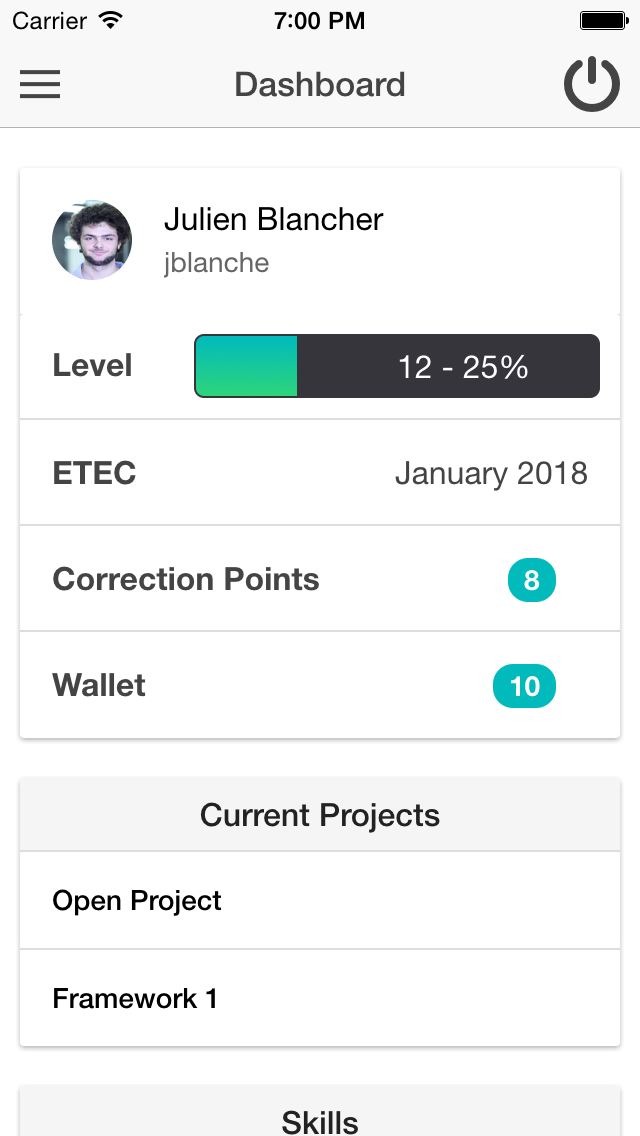 Carrier 7:00 PM
Dashboard
Julien Blancher
jblanche
Level 12 - 25%
ETEC January 2018
Correction Points 8
Wallet 10
Current Projects
Open Project
Framework 1
Skills